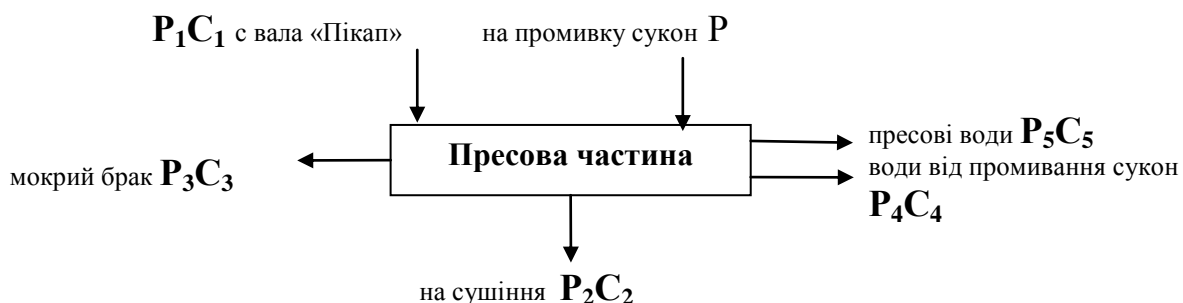 P₁C₁ с вала «Пікап»
на промивку сукон P
Пресова частина
мокрий брак P₃C₃
пресові води P₅C₅
води від промивання сукон
P₄C₄
на сушіння P₂C₂